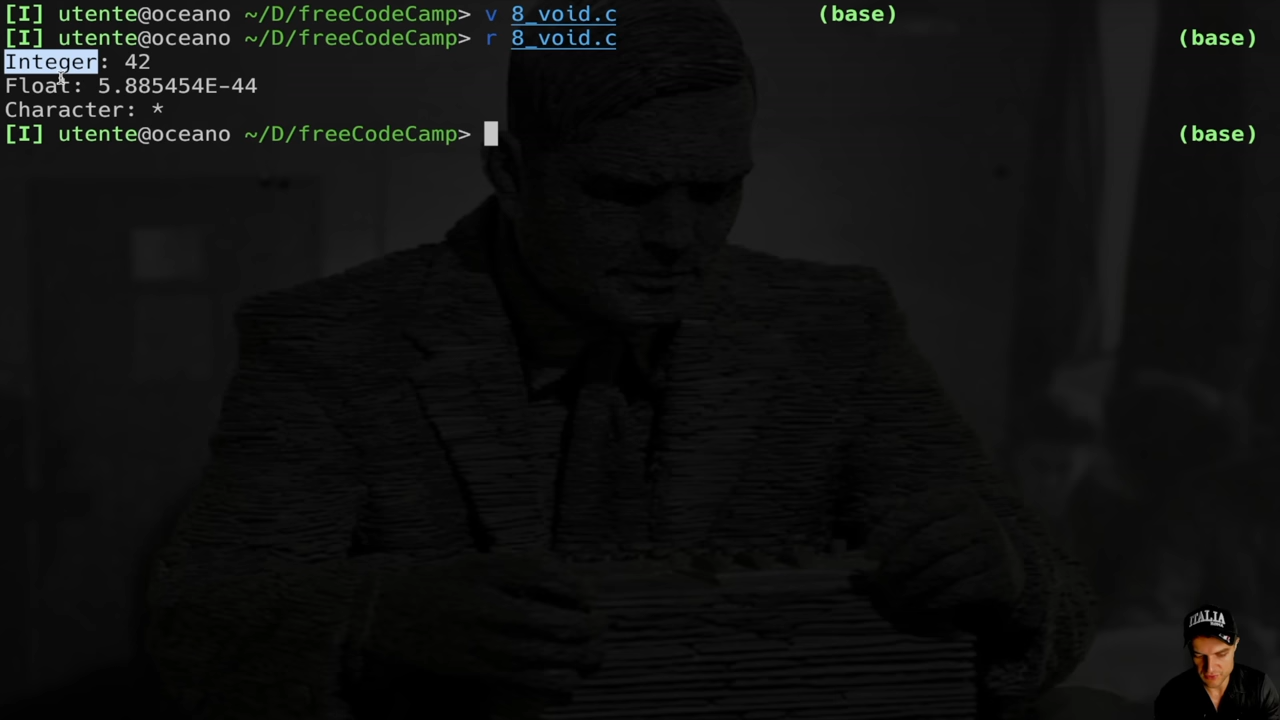 [I] utente@oceano ~/D/freeCodeCamp> v 8_void.c (base)
[I] utente@oceano ~/D/freeCodeCamp> r 8_void.c (base)
Integer: 42
Float: 5.885454E-44
Character: *
[I] utente@oceano ~/D/freeCodeCamp> (base)
ITALIA